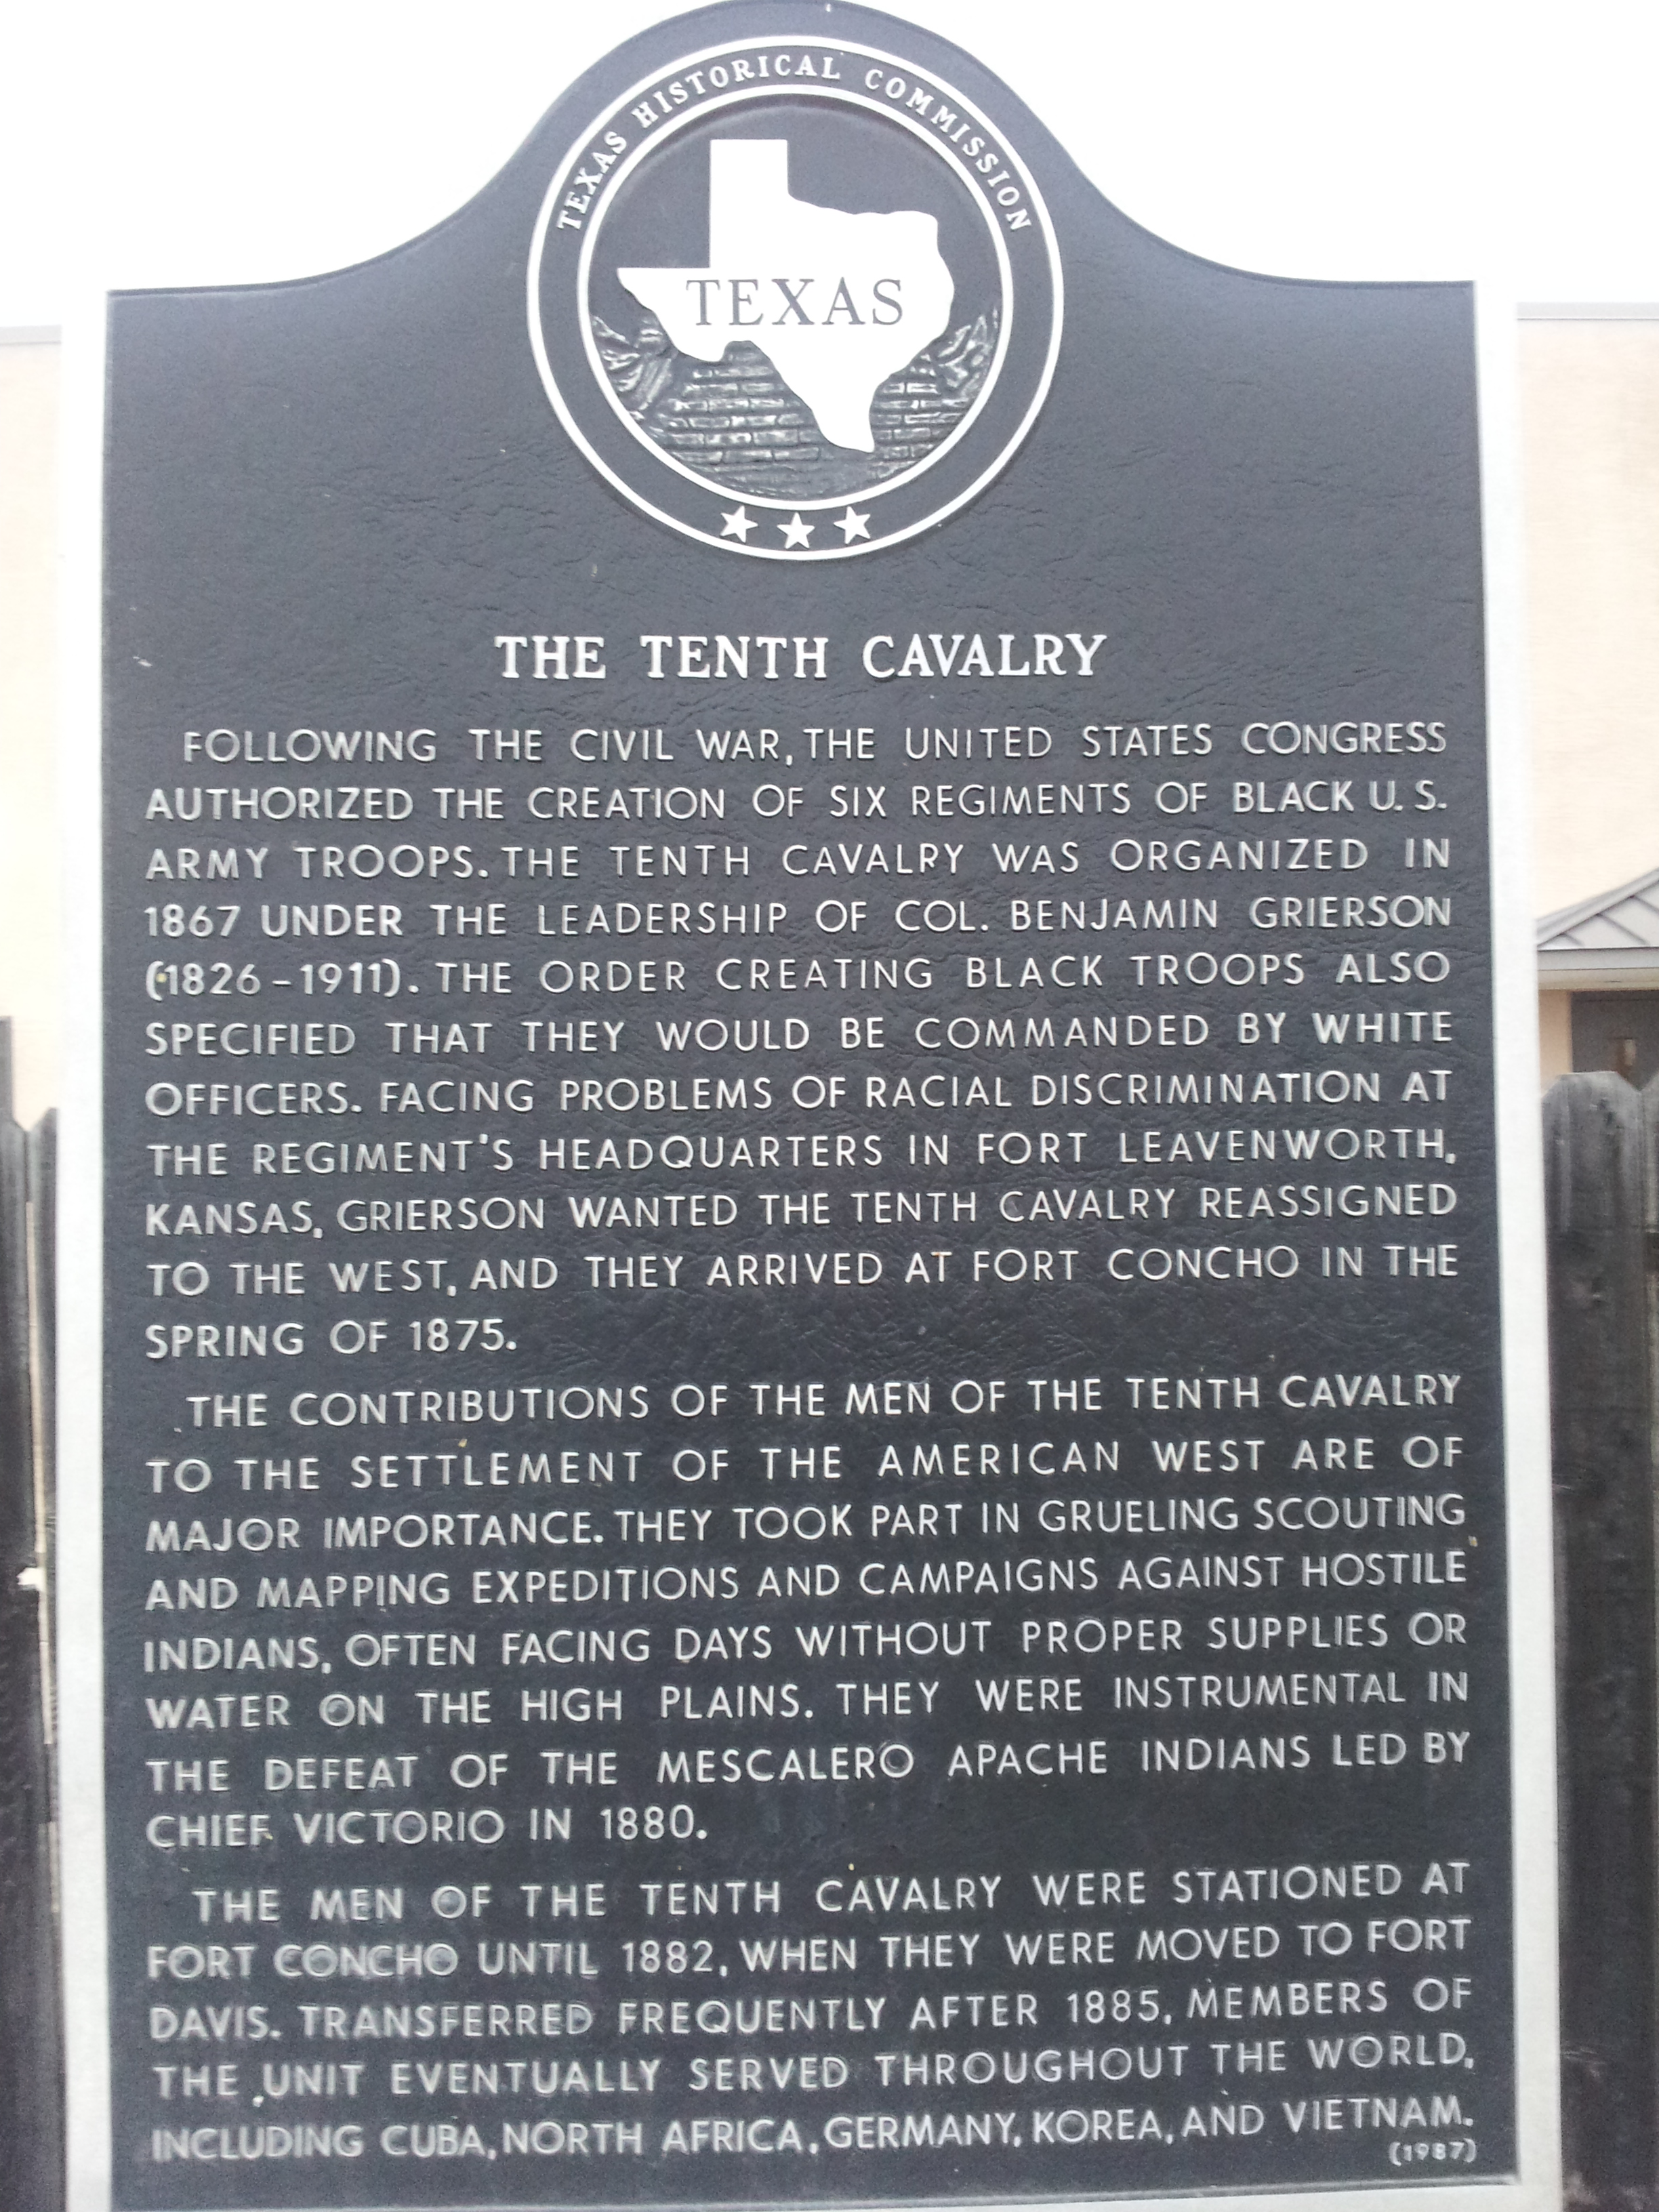 TEXAS HISTORICAL COMMISSION
TEXAS
THE TENTH CAVALRY
FOLLOWING THE CIVIL WAR, THE UNITED STATES CONGRESS
AUTHORIZED THE CREATION OF SIX REGIMENTS OF BLACK U. S.
ARMY TROOPS. THE TENTH CAVALRY WAS ORGANIZED IN
1867 UNDER THE LEADERSHIP OF COL. BENJAMIN GRIERSON
(1826-1911). THE ORDER CREATING BLACK TROOPS ALSO
SPECIFIED THAT THEY WOULD BE COMMANDED BY WHITE
OFFICERS. FACING PROBLEMS OF RACIAL DISCRIMINATION AT
THE REGIMENT'S HEADQUARTERS IN FORT LEAVENWORTH,
KANSAS, GRIERSON WANTED THE TENTH CAVALRY REASSIGNED
TO THE WEST, AND THEY ARRIVED AT FORT CONCHO IN THE
SPRING OF 1875.
THE CONTRIBUTIONS OF THE MEN OF THE TENTH CAVALRY
TO THE SETTLEMENT OF THE AMERICAN WEST ARE OF
MAJOR IMPORTANCE. THEY TOOK PART IN GRUELING SCOUTING
AND MAPPING EXPEDITIONS AND CAMPAIGNS AGAINST HOSTILE
INDIANS, OFTEN FACING DAYS WITHOUT PROPER SUPPLIES OR
WATER ON THE HIGH PLAINS. THEY WERE INSTRUMENTAL IN
THE DEFEAT OF THE MESCALERO APACHE INDIANS LED BY
CHIEF VICTORIO IN 1880.
THE MEN OF THE TENTH CAVALRY WERE STATIONED AT
FORT CONCHO UNTIL 1882, WHEN THEY WERE MOVED TO FORT
DAVIS. TRANSFERRED FREQUENTLY AFTER 1885, MEMBERS OF
THE UNIT EVENTUALLY SERVED THROUGHOUT THE WORLD,
INCLUDING CUBA, NORTH AFRICA, GERMANY, KOREA, AND VIETNAM.
(1987)